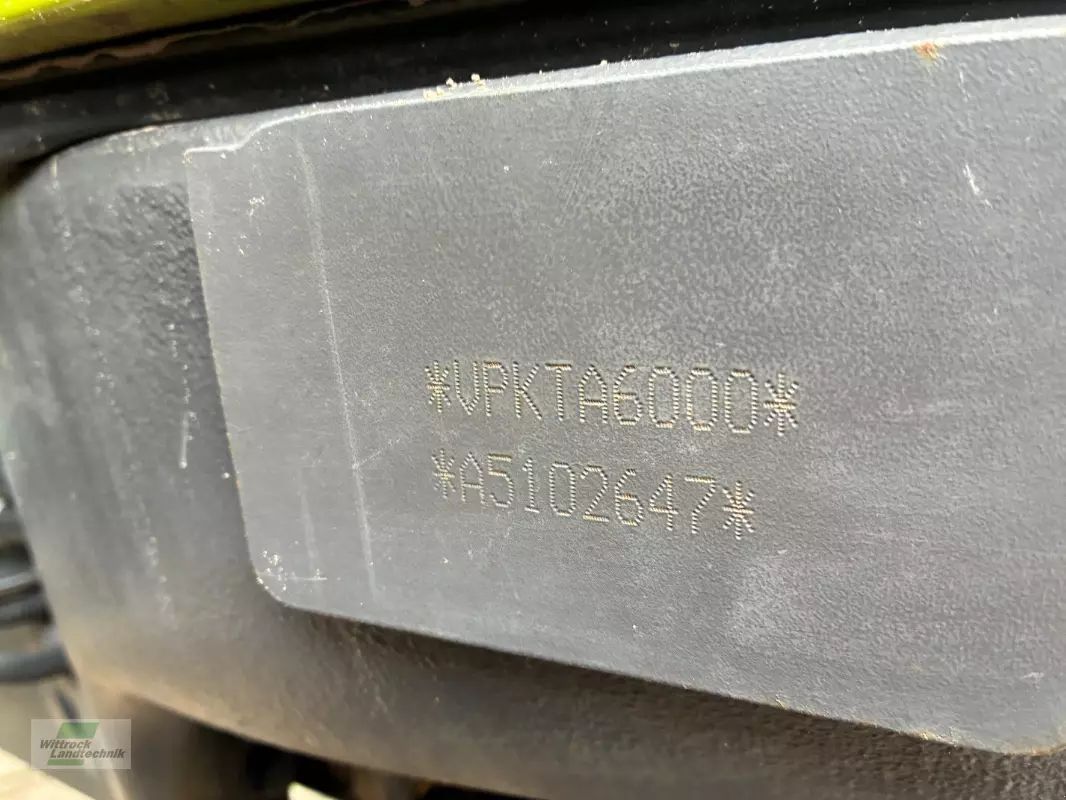 *VPKTA6000*
*A5102647*
Wittrock
Landtechnik